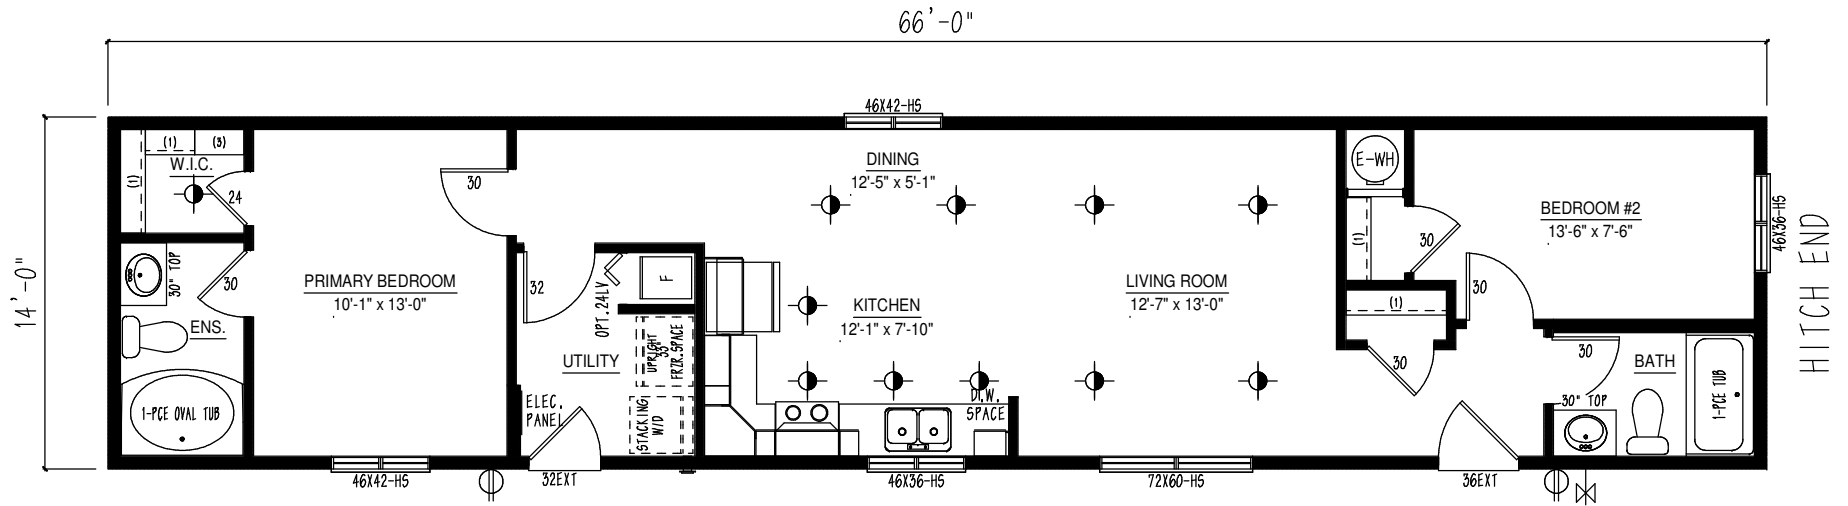 66'-0"
14'-0"
46X42-HS
(1)
(3)
W.I.C.
(1)
24
30
DINING
12'-5" x 5'-1"
E-WH
BEDROOM #2
13'-6" x 7'-6"
46X36-HS
HITCH END
(1)
30
30" TOP
30
PRIMARY BEDROOM
10'-1" x 13'-0"
32
OPT. 24LV
F
KITCHEN
12'-1" x 7'-10"
LIVING ROOM
12'-7" x 13'-0"
(1)
30
ENS.
UTILITY
UPRIGHT
33"
FRZR.SPACE
30
30
BATH
1-PCE OVAL TUB
ELEC.
PANEL
STACKING
W/D
D.W.
SPACE
30" TOP
1-PCE TUB
46X42-HS
32EXT
46X36-HS
72X60-HS
36EXT